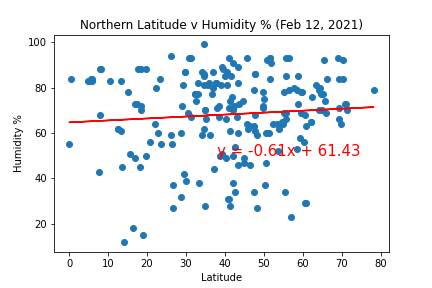 Northern Latitude v Humidity % (Feb 12, 2021)
100
80
60
40
20
Humidity %
y = -0.61x + 61.43
0 10 20 30 40 50 60 70 80
Latitude